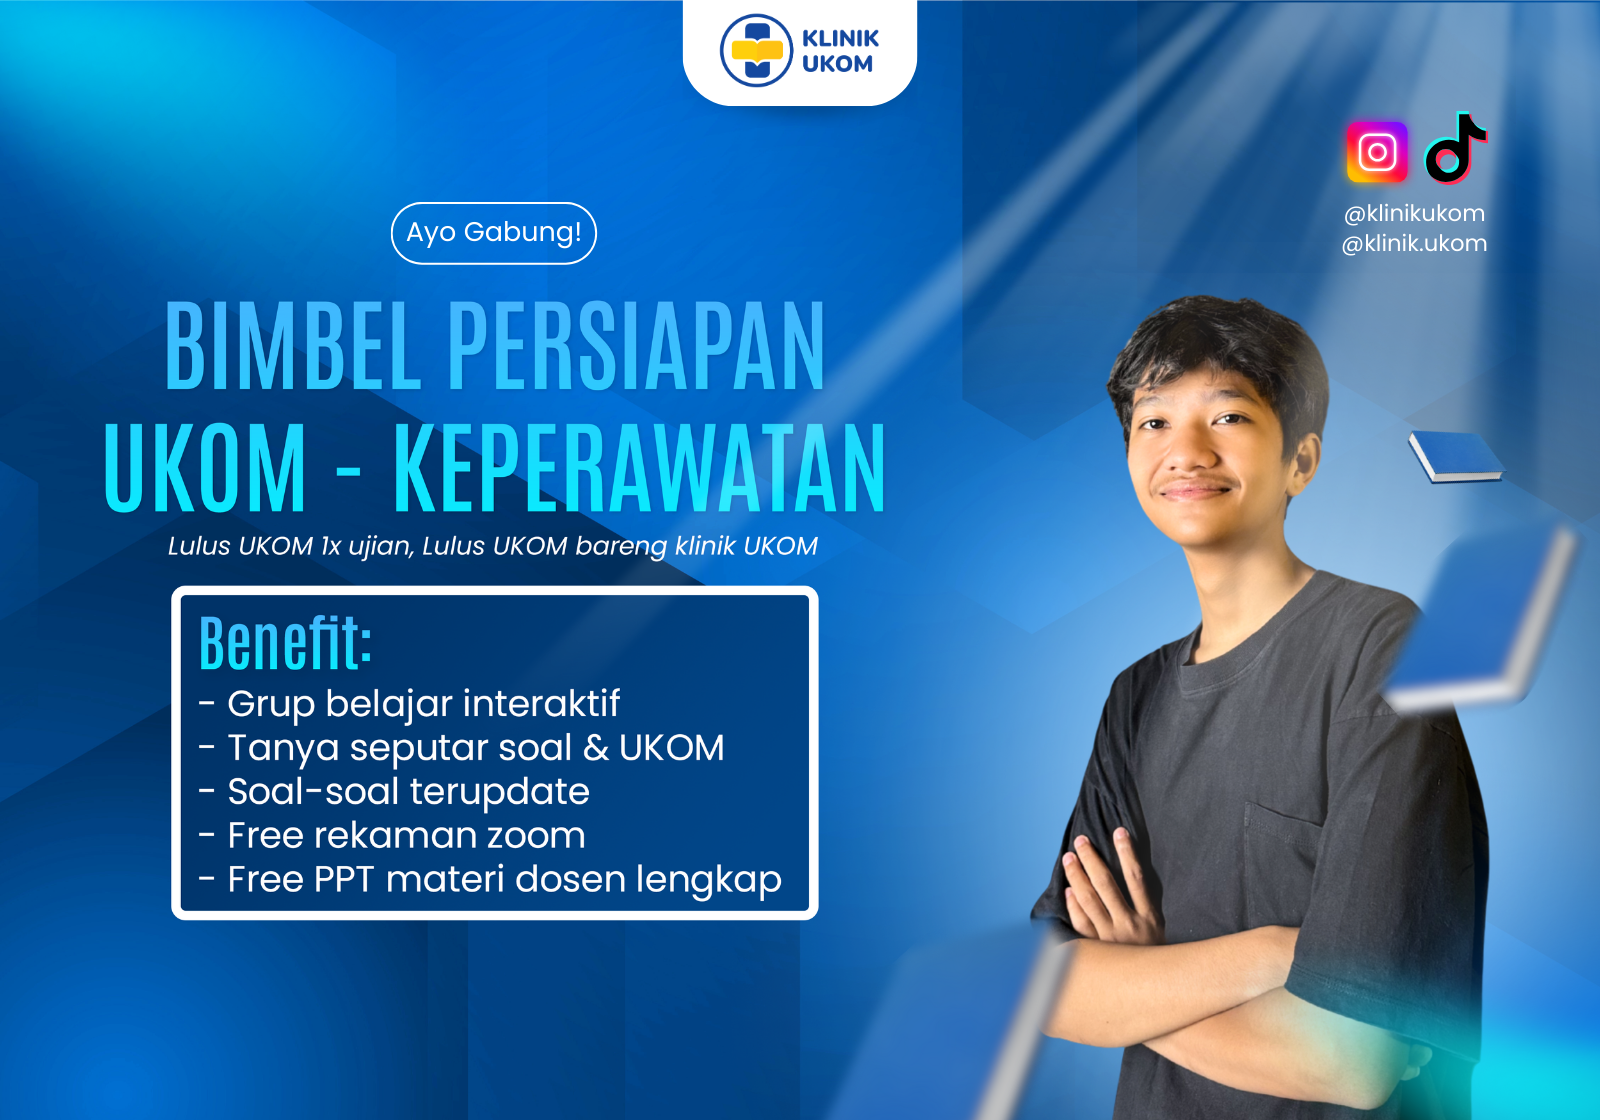 KLINIK
UKOM
@klinikukom
@klinik.ukom
Ayo Gabung!
BIMBEL PERSIAPAN
UKOM - KEPERAWATAN
Lulus UKOM 1x ujian, Lulus UKOM bareng klinik UKOM
Benefit:
- Grup belajar interaktif
- Tanya seputar soal & UKOM
- Soal-soal terupdate
- Free rekaman zoom
- Free PPT materi dosen lengkap